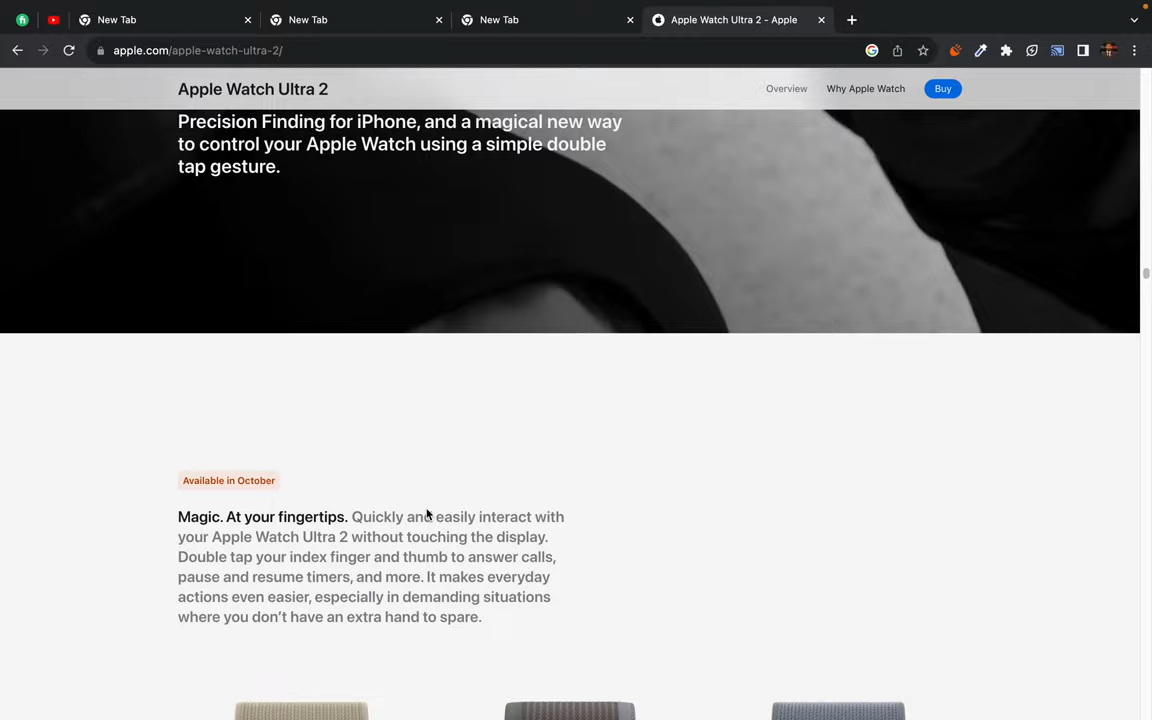 New Tab
New Tab
New Tab
Apple Watch Ultra 2 - Apple
apple.com/apple-watch-ultra-2/
Apple Watch Ultra 2
Overview
Why Apple Watch
Buy
Precision Finding for iPhone, and a magical new way
to control your Apple Watch using a simple double
tap gesture.
Available in October
Magic. At your fingertips. Quickly and easily interact with
your Apple Watch Ultra 2 without touching the display.
Double tap your index finger and thumb to answer calls,
pause and resume timers, and more. It makes everyday
actions even easier, especially in demanding situations
where you don’t have an extra hand to spare.